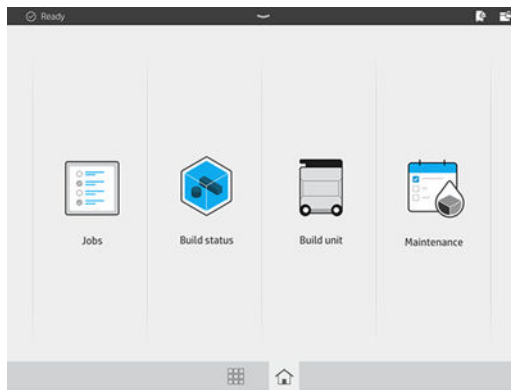 Ready
Jobs
Build status
Build unit
Maintenance